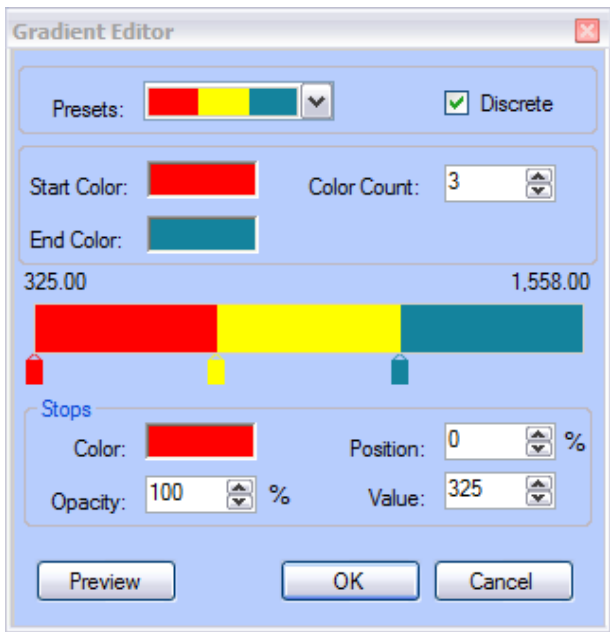 Gradient Editor
Presets:
Discrete
Start Color:
Color Count: 3
End Color:
325.00 1,558.00
Stops
Color:
Position: 0 %
Opacity: 100 %
Value: 325
Preview OK Cancel